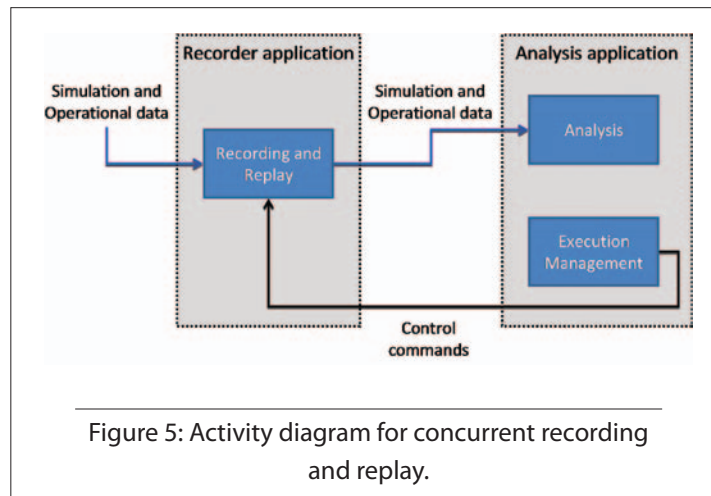 Recorder application
Analysis application
Simulation and
Operational data
Simulation and
Operational data
Recording and
Replay
Analysis
Execution
Management
Control
commands
Figure 5: Activity diagram for concurrent recording
and replay.